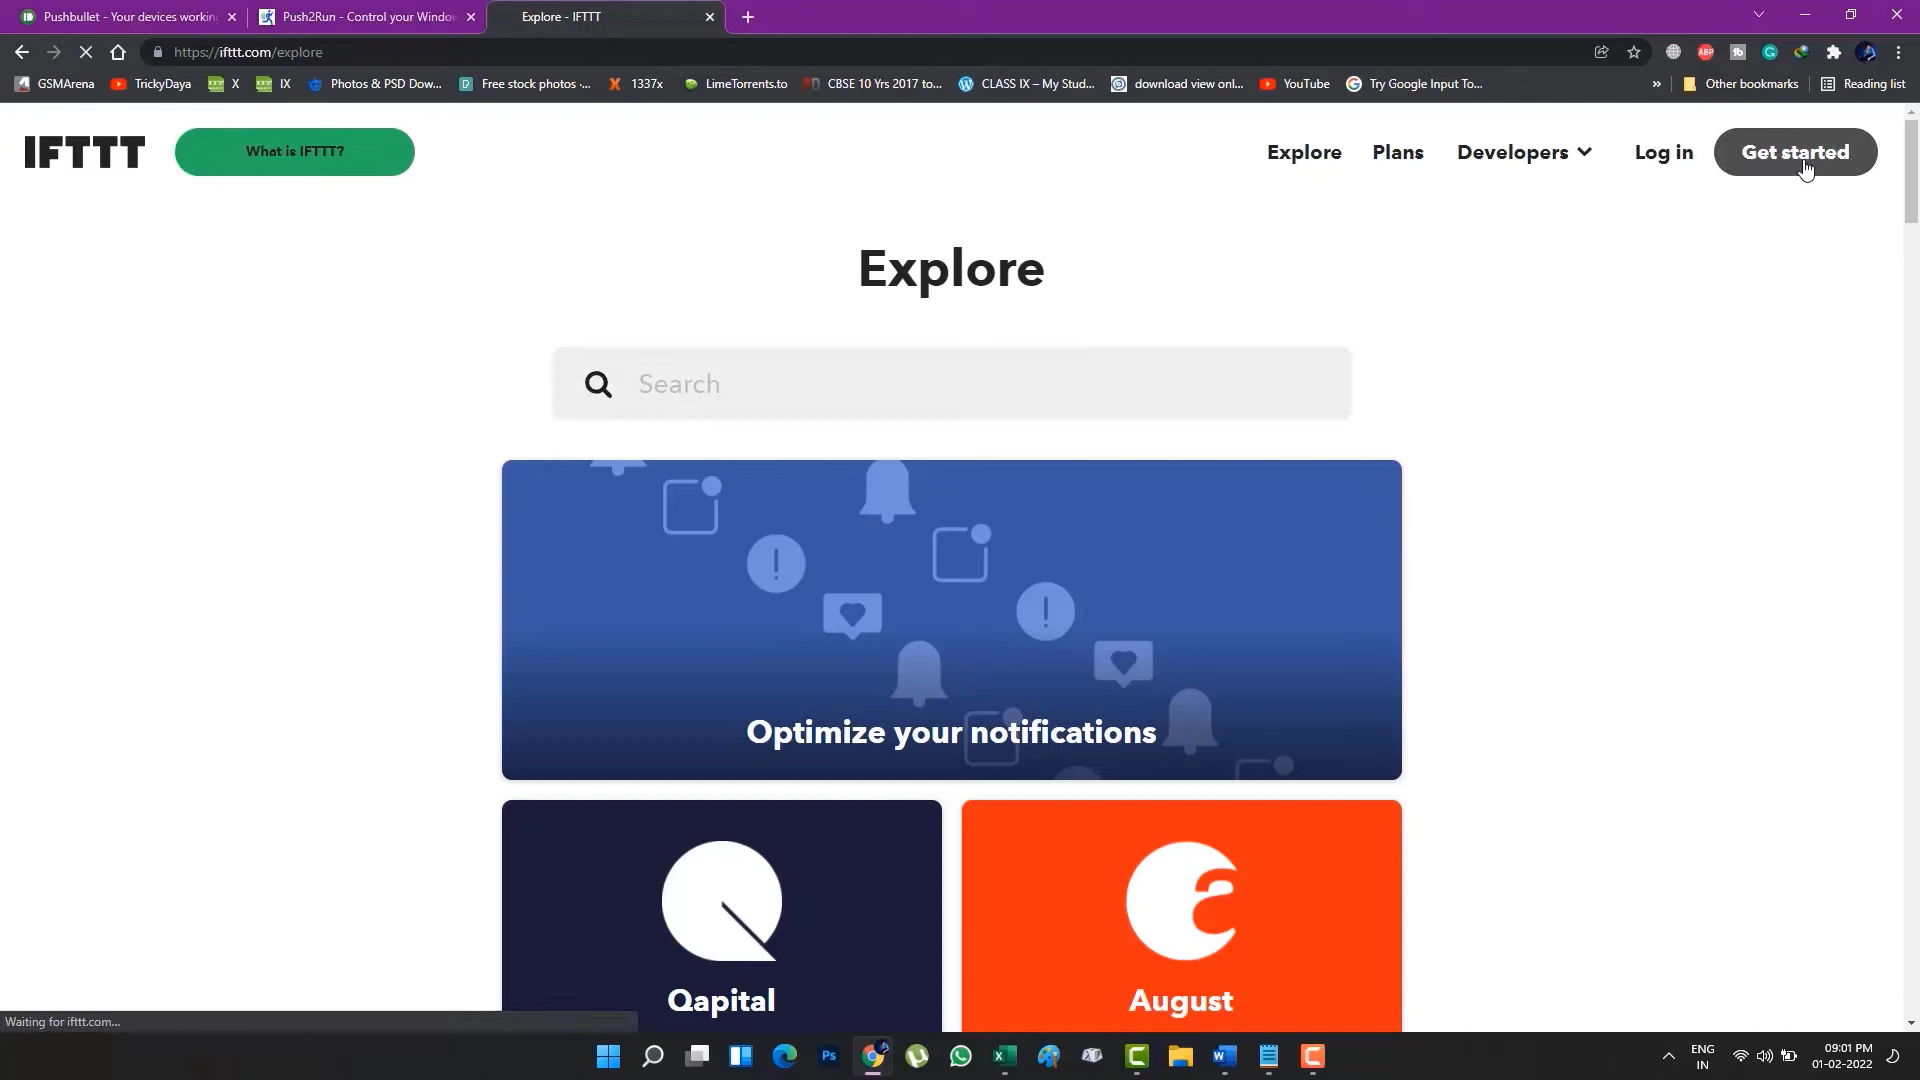 Pushbullet - Your devices workin
Push2Run - Control your Window
Explore - IFTTT
https://ifttt.com/explore
GSMArena
TrickyDaya
X
IX
Photos & PSD Dow...
Free stock photos ·...
1337x
LimeTorrents.to
CBSE 10 Yrs 2017 to...
CLASS IX – My Stud...
download view onl...
YouTube
Try Google Input To...
»
Other bookmarks
Reading list
IFTTT
What is IFTTT?
Explore
Plans
Developers
Log in
Get started
Explore
Search
Optimize your notifications
Qapital
August
Waiting for ifttt.com...
ENG
IN
09:01 PM
01-02-2022